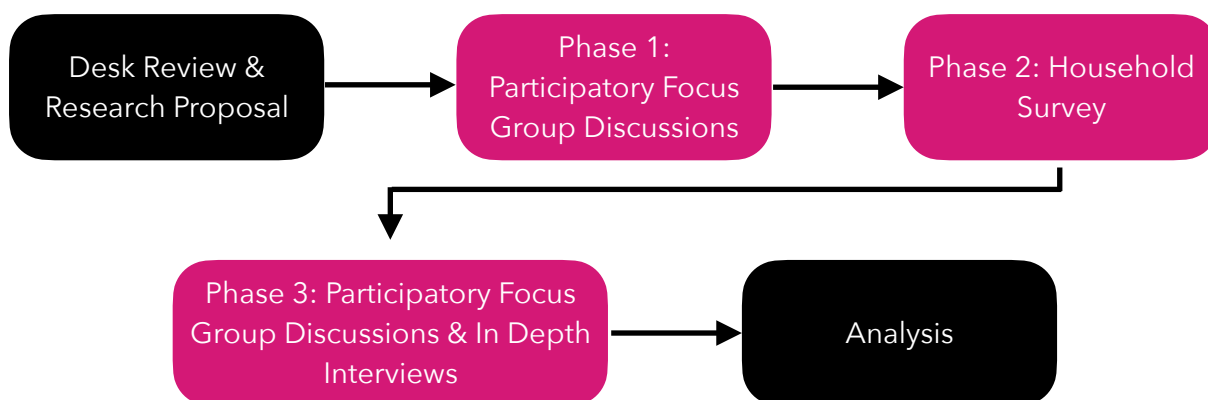 Desk Review &
Research Proposal
Phase 1:
Participatory Focus
Group Discussions
Phase 2: Household
Survey
Phase 3: Participatory Focus
Group Discussions & In Depth
Interviews
Analysis